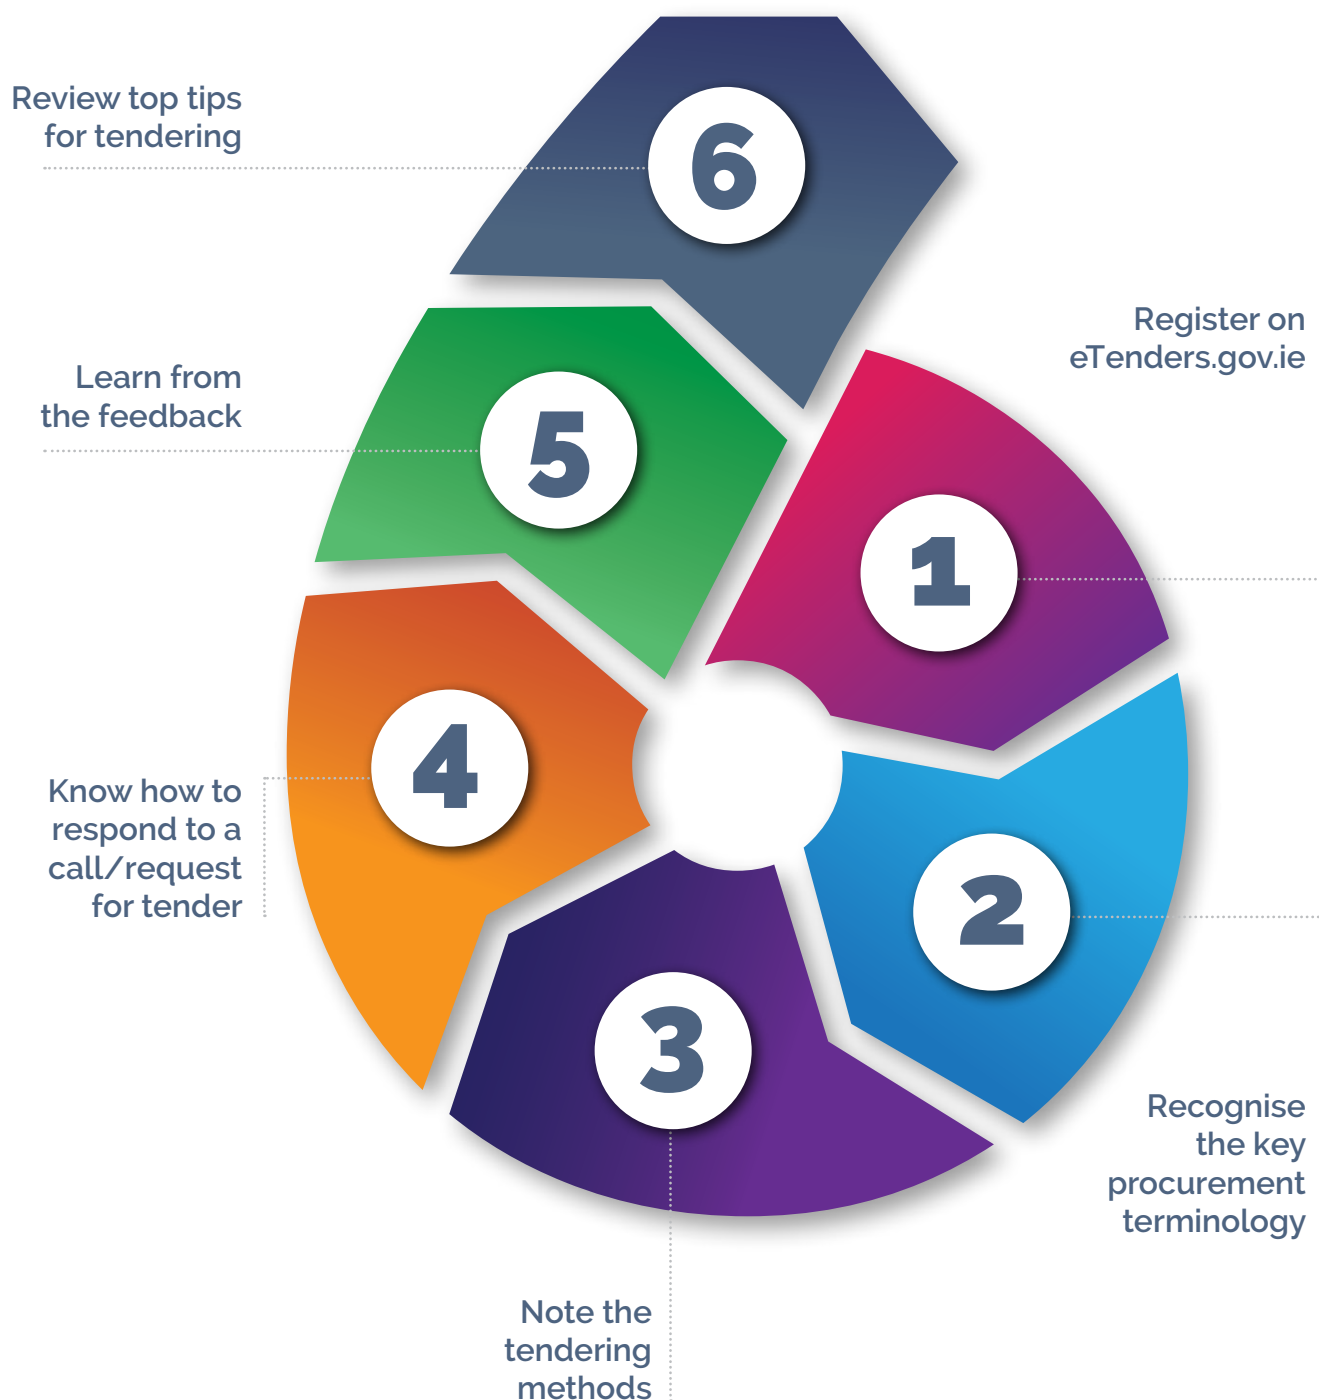 6
Review top tips
for tendering
Register on
eTenders.gov.ie
Learn from
the feedback
5
1
4
Know how to
respond to a
call/request
for tender
2
3
Recognise
the key
procurement
terminology
Note the
tendering
methods